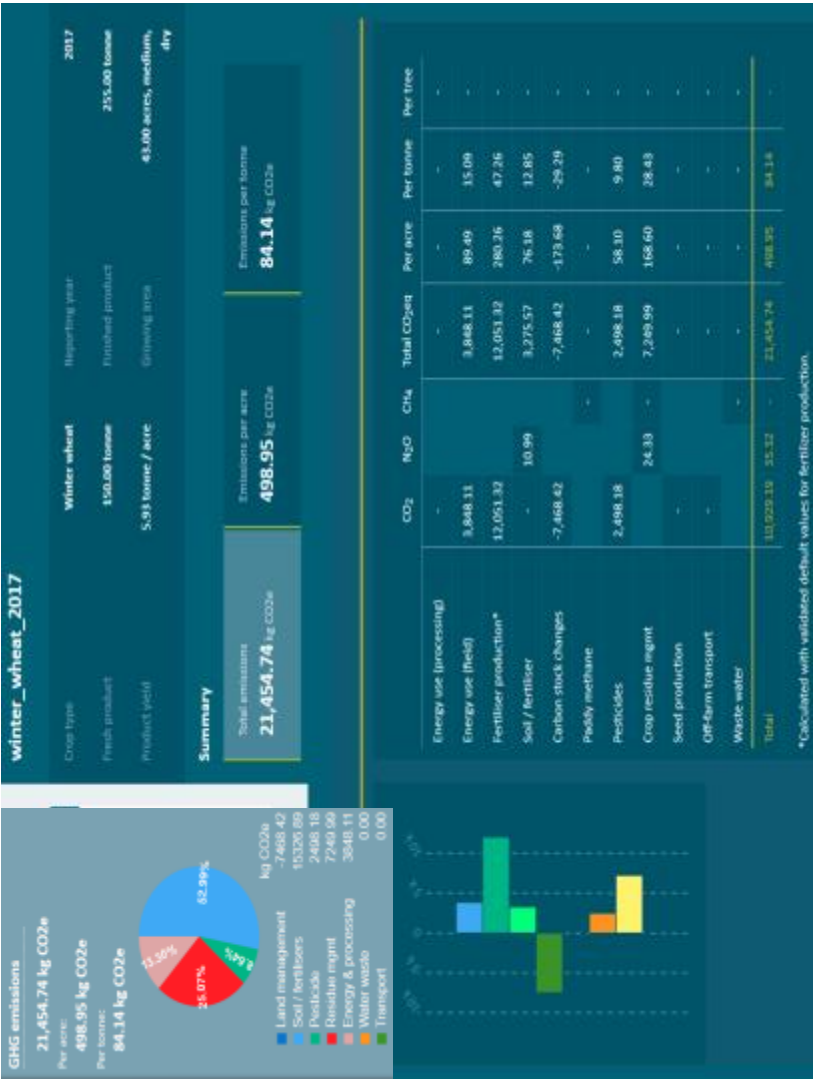 winter_wheat_2017
Crop type Winter wheat Reporting year 2017
Fresh product 150.00 tonne Finished product 255.00 tonne
Product yield 5.93 tonne / acre Growing area 43.00 acres, medium,
dry
Summary
Total emissions Emissions per acre Emissions per tonne
21,454.74 kg CO2e 498.95 kg CO2e 84.14 kg CO2e
CO₂ N₂O CH₄ Total CO₂eq Per acre Per tonne Per tree
Energy use (processing) - - - - -
Energy use (field) 3,848.11 3,848.11 89.49 15.09 -
Fertiliser production* 12,051.32 12,051.32 280.26 47.26 -
Soil / fertiliser - 10.99 3,275.57 76.18 12.85 -
Carbon stock changes -7,468.42 -7,468.42 -173.68 -29.29 -
Paddy methane - - - - -
Pesticides 2,498.18 2,498.18 58.10 9.80 -
Crop residue mgmt 24.33 - 7,249.99 168.60 28.43 -
Seed production - - - - -
Off-farm transport - - - - -
Waste water - - - - -
Total 10,929.19 35.32 - 21,454.74 498.95 84.14 -
*Calculated with validated default values for fertilizer production.
GHG emissions
21,454.74 kg CO2e
Per acre:
498.95 kg CO2e
Per tonne:
84.14 kg CO2e
62.99%
13.30%
25.07%
8.64%
kg CO2e
Land management -7468.42
Soil / fertilisers 15326.89
Pesticide 2498.18
Residue mgmt 7249.99
Energy & processing 3848.11
Water waste 0.00
Transport 0.00
0